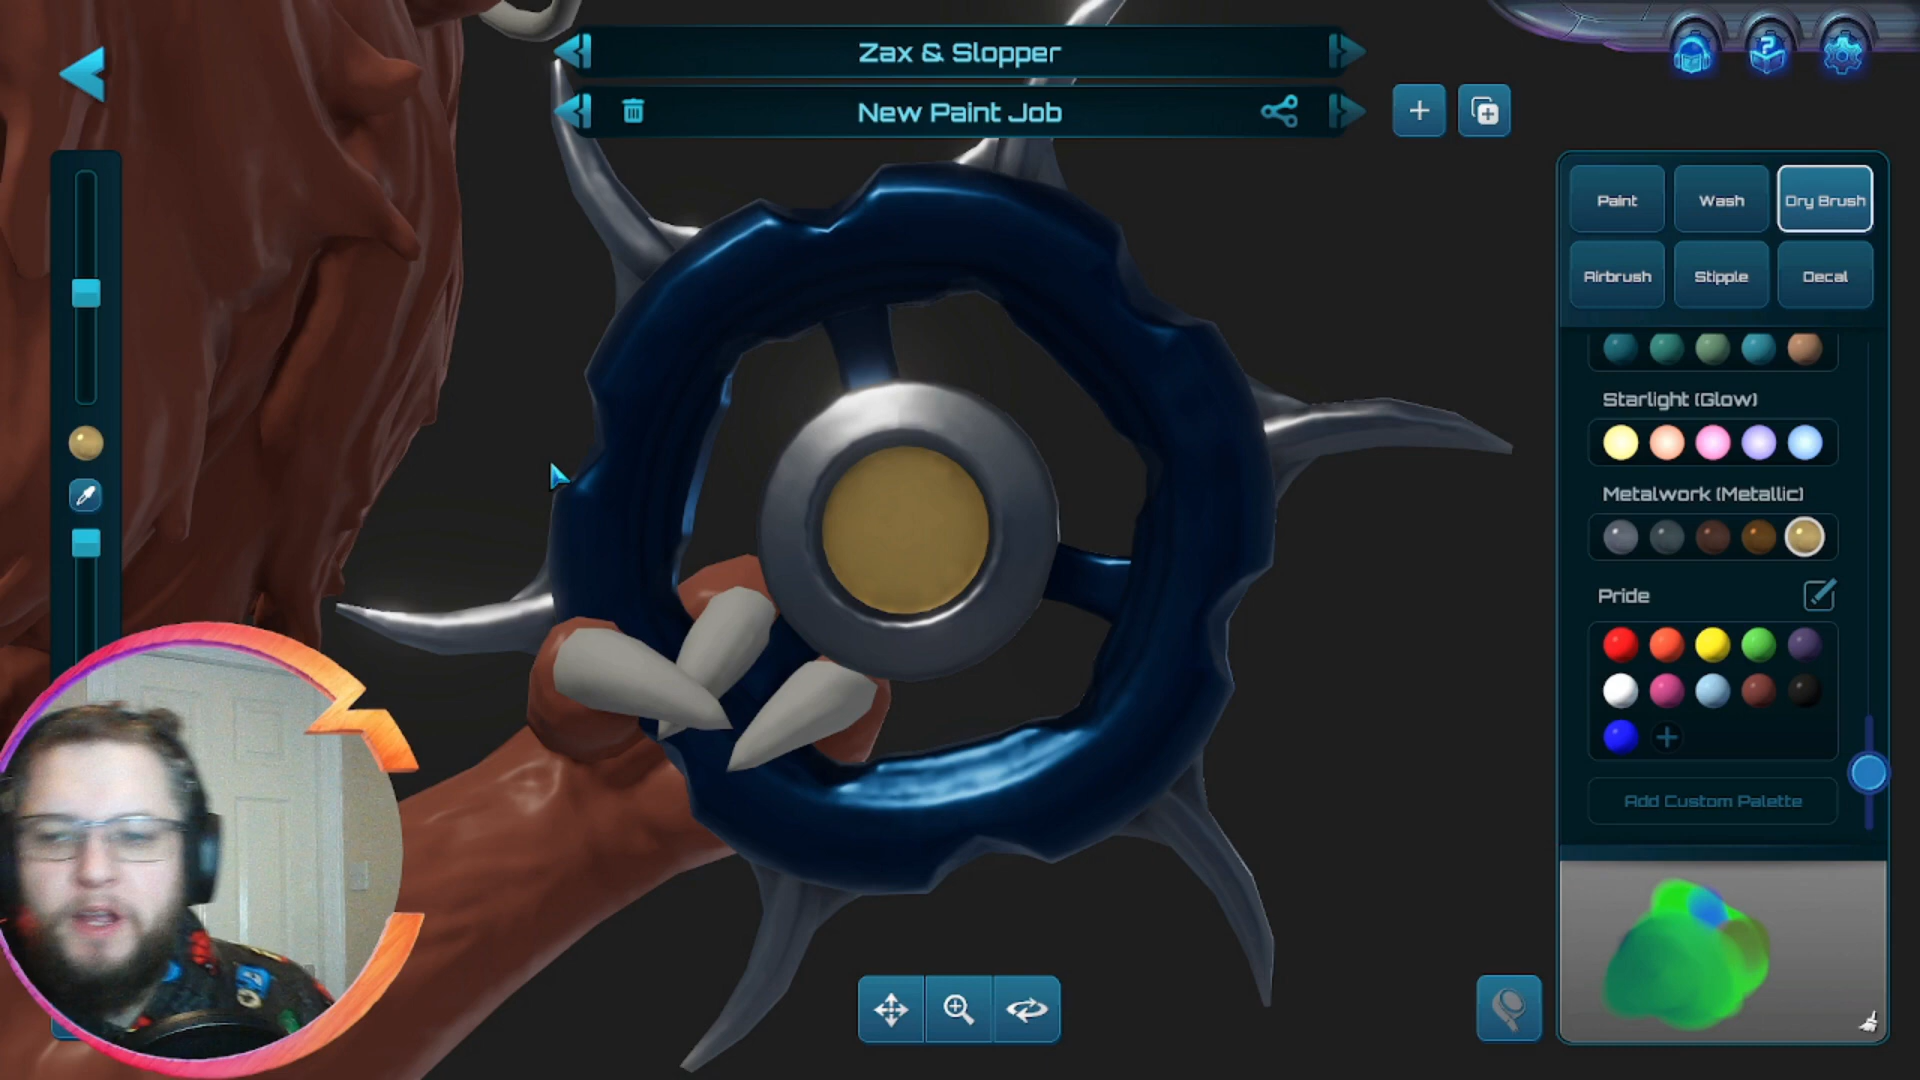 Zax & Slopper
New Paint Job
Paint
Wash
Dry Brush
Airbrush
Stipple
Decal
Starlight (Glow)
Metalwork (Metallic)
Pride
Add Custom Palette